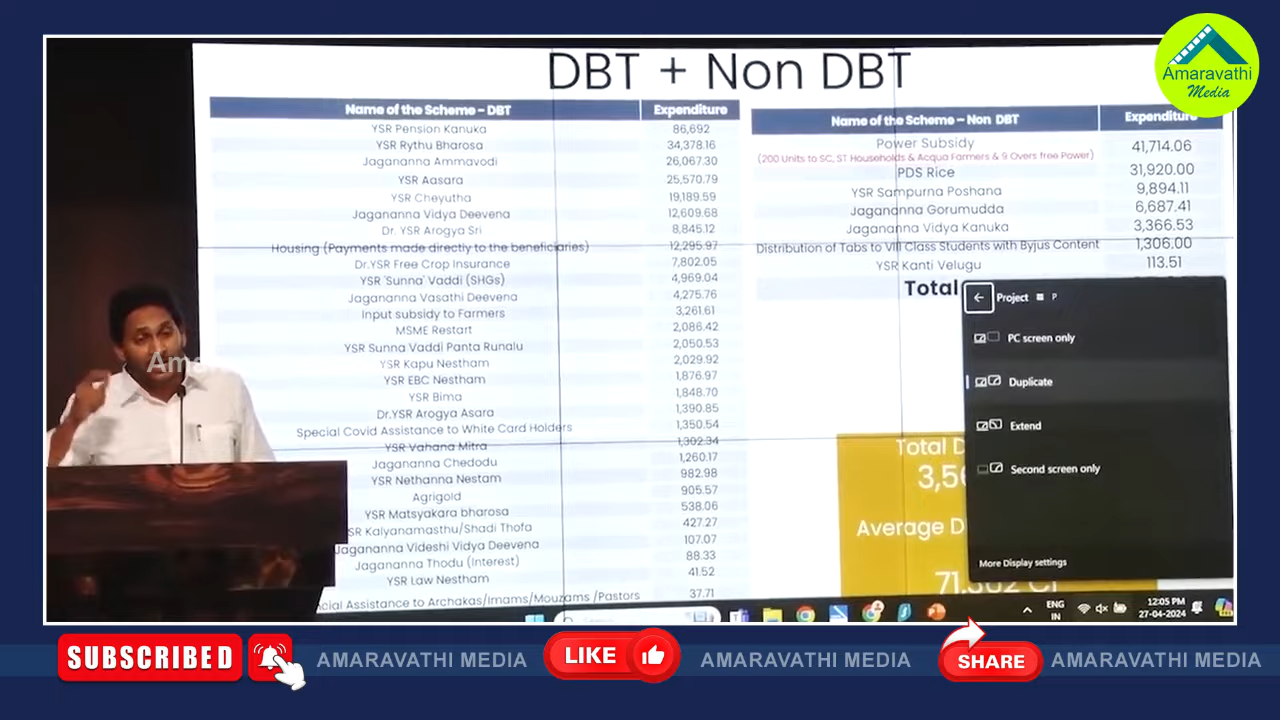 DBT + Non DBT
Amaravathi
Media
Name of the Scheme - DBT Expenditure
YSR Pension Kanuka 86,692
YSR Rythu Bharosa 34,378.16
Jagananna Ammavodi 26,067.30
YSR Aasara 25,570.79
YSR Cheyutha 19,189.59
Jagananna Vidya Deevena 12,609.68
Dr. YSR Arogya Sri 8,845.12
Housing (Payments made directly to the beneficiaries) 12,295.97
Dr.YSR Free Crop Insurance 7,802.05
YSR 'Sunna' Vaddi (SHGs) 4,969.04
Jagananna Vasathi Deevena 4,275.76
Input subsidy to Farmers 3,261.61
MSME Restart 2,086.42
YSR Sunna Vaddi Panta Runalu 2,050.53
YSR Kapu Nestham 2,029.92
YSR EBC Nestham 1,876.97
YSR Bima 1,848.70
Dr.YSR Arogya Asara 1,390.85
Special Covid Assistance to White Card Holders 1,350.54
YSR Vahana Mitra 1,302.34
Jagananna Chedodu 1,260.17
YSR Nethanna Nestam 982.98
Agrigold 905.57
YSR Matsyakara bharosa 538.06
SR Kalyanamasthu/Shadi Thofa 427.27
Jagananna Videshi Vidya Deevena 107.07
Jagananna Thodu (Interest) 88.33
YSR Law Nestham 41.52
cial Assistance to Archakas/Imams/Mouzams /Pastors 37.71
Name of the Scheme – Non DBT Expenditure
Power Subsidy 41,714.06
(200 Units to SC, ST Households & Acqua Farmers & 9 Overs free Power)
PDS Rice 31,920.00
YSR Sampurna Poshana 9,894.11
Jagananna Gorumudda 6,687.41
Jagananna Vidya Kanuka 3,366.53
Distribution of Tabs to VIII Class Students with Byjus Content 1,306.00
YSR Kanti Velugu 113.51
Total
Project P
PC screen only
Duplicate
Extend
Second screen only
More Display settings
Total D
3,56
Average D
ENG
IN
12:05 PM
27-04-2024
Ama
SUBSCRIBED
AMARAVATHI MEDIA
LIKE
AMARAVATHI MEDIA
SHARE
AMARAVATHI MEDIA